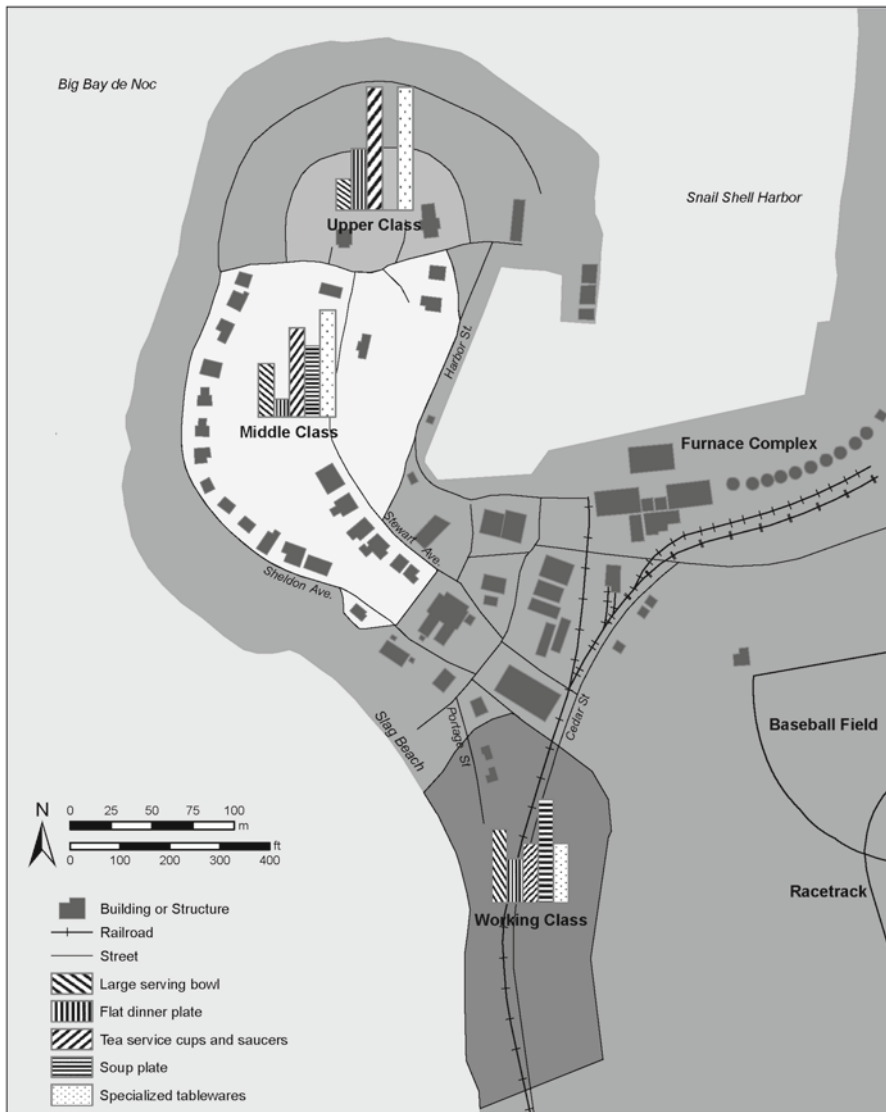 Big Bay de Noc
Snail Shell Harbor
Upper Class
Harbor St.
Middle Class
Furnace Complex
Stewart Ave.
Sheldon Ave.
Slag Beach
Portage St
Cedar St
Baseball Field
Racetrack
Working Class
N
0 25 50 75 100
m
ft
0 100 200 300 400
Building or Structure
Railroad
Street
Large serving bowl
Flat dinner plate
Tea service cups and saucers
Soup plate
Specialized tablewares